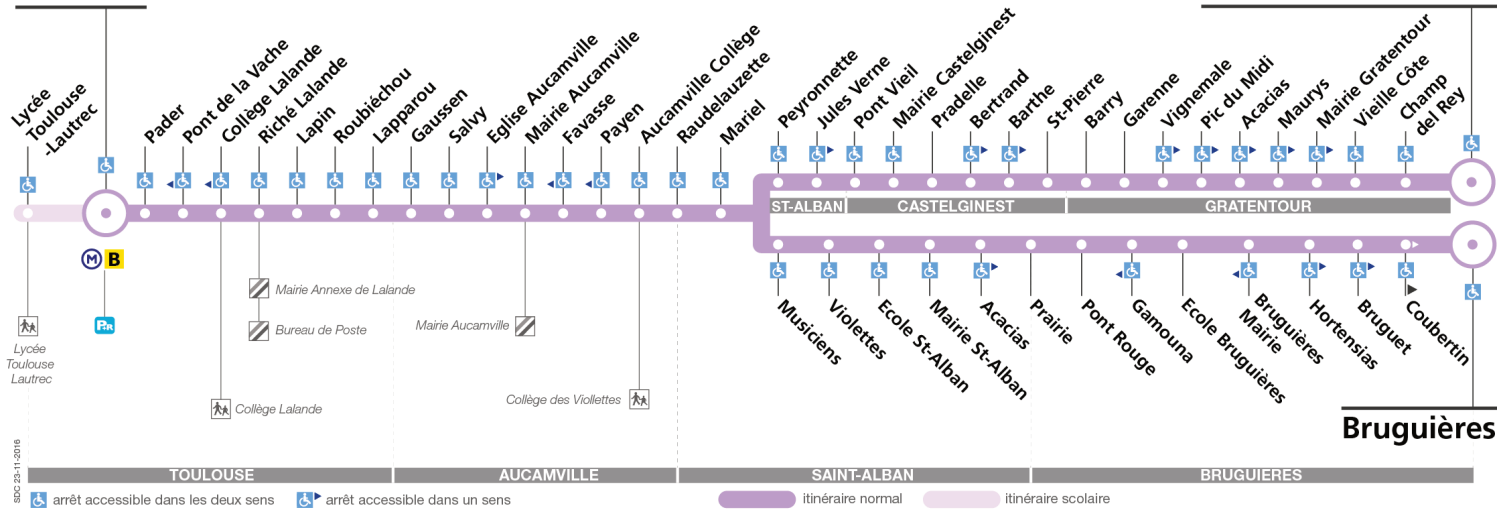 Lycée
Toulouse
-Lautrec
Pader
Pont de la Vache
Collège Lalande
Riché Lalande
Lapin
Roubiéchou
Lapparou
Gaussen
Salvy
Eglise Aucamville
Mairie Aucamville
Favasse
Payen
Aucamville Collège
Raudelauzette
Mariel
Peyronnette
Jules Verne
Pont Vieil
Mairie Castelginest
Pradelle
Bertrand
Barthe
St-Pierre
Barry
Garenne
Vignemale
Pic du Midi
Acacias
Maurys
Mairie Gratentour
Vieille Côte
Champ
del Rey
ST-ALBAN
CASTELGINEST
GRATENTOUR
M B
P+R
Mairie Annexe de Lalande
Bureau de Poste
Mairie Aucamville
Lycée
Toulouse
Lautrec
Collège Lalande
Collège des Viollettes
Musiciens
Violettes
Ecole St-Alban
Mairie St-Alban
Acacias
Prairie
Pont Rouge
Gamouna
Ecole Bruguières
Bruguières
Mairie
Hortensias
Bruguet
Coubertin
Bruguières
SDC 23-11-2016
TOULOUSE
AUCAMVILLE
SAINT-ALBAN
BRUGUIERES
arrêt accessible dans les deux sens
arrêt accessible dans un sens
itinéraire normal
itinéraire scolaire